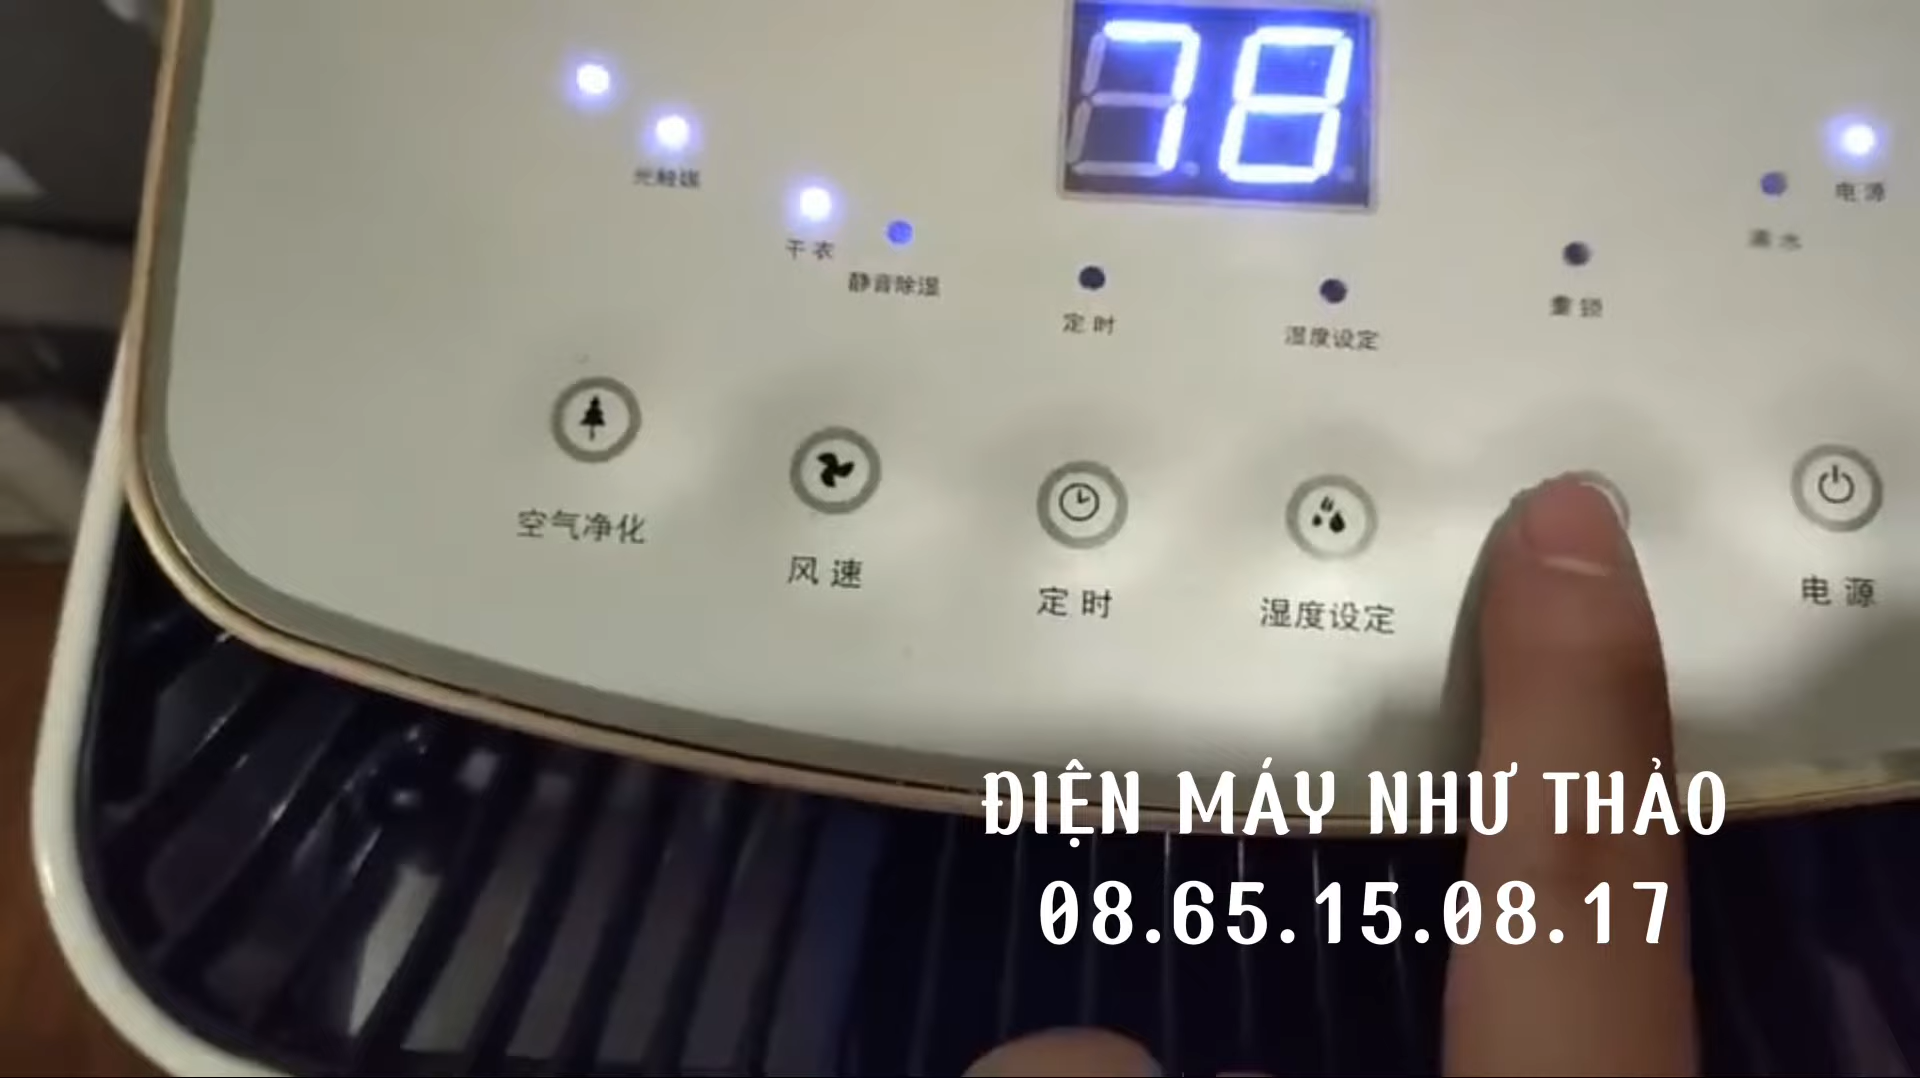 78
光触媒
电源
满水
干衣
静音除湿
定时
湿度设定
童锁
空气净化
风速
定时
湿度设定
电源
ĐIỆN MÁY NHƯ THẢO
08.65.15.08.17